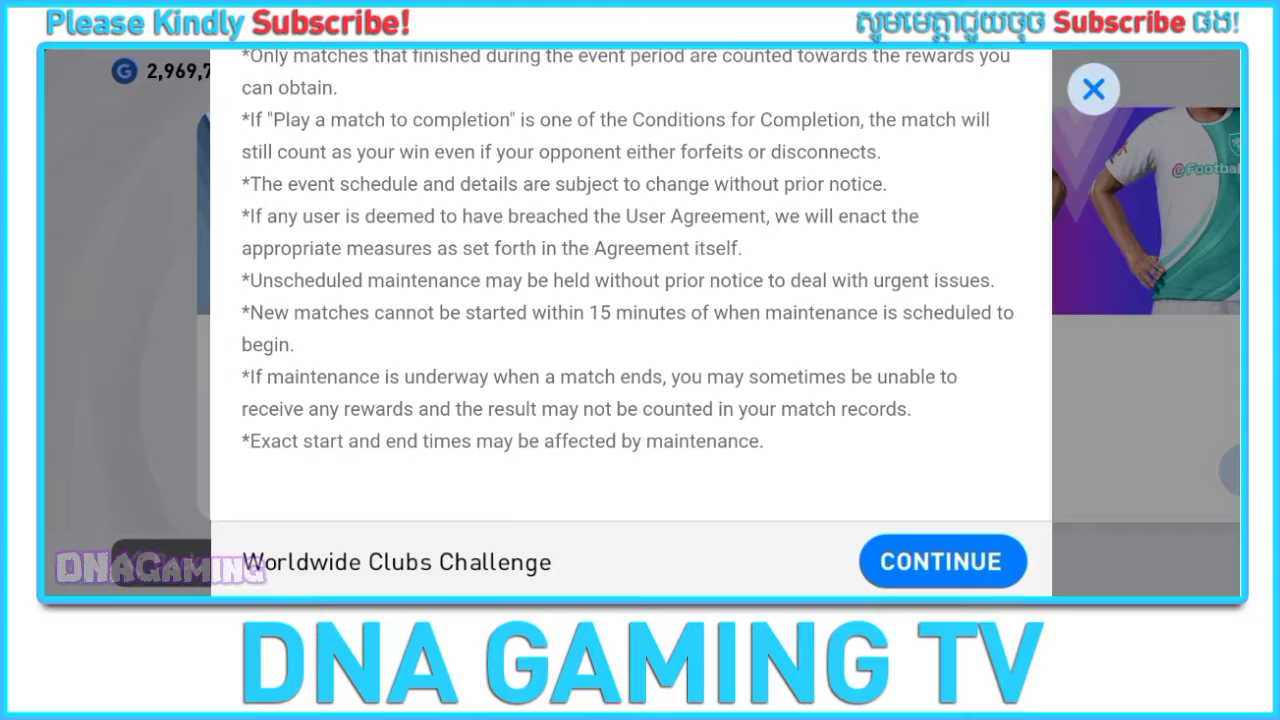 Please Kindly Subscribe!
សូមមេត្តាជួយចុច Subscribe ផង!
2,969,7
*Only matches that finished during the event period are counted towards the rewards you
can obtain.
*If "Play a match to completion" is one of the Conditions for Completion, the match will
still count as your win even if your opponent either forfeits or disconnects.
*The event schedule and details are subject to change without prior notice.
*If any user is deemed to have breached the User Agreement, we will enact the
appropriate measures as set forth in the Agreement itself.
*Unscheduled maintenance may be held without prior notice to deal with urgent issues.
*New matches cannot be started within 15 minutes of when maintenance is scheduled to
begin.
*If maintenance is underway when a match ends, you may sometimes be unable to
receive any rewards and the result may not be counted in your match records.
*Exact start and end times may be affected by maintenance.
eFootbal
Worldwide Clubs Challenge
CONTINUE
DNAGAMING
DNA GAMING TV